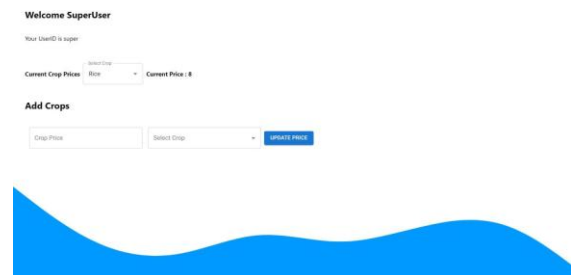 Welcome SuperUser
Your UserID is super
Select Crop
Current Crop Prices Rice Current Price : 8
Add Crops
Crop Price Select Crop UPDATE PRICE